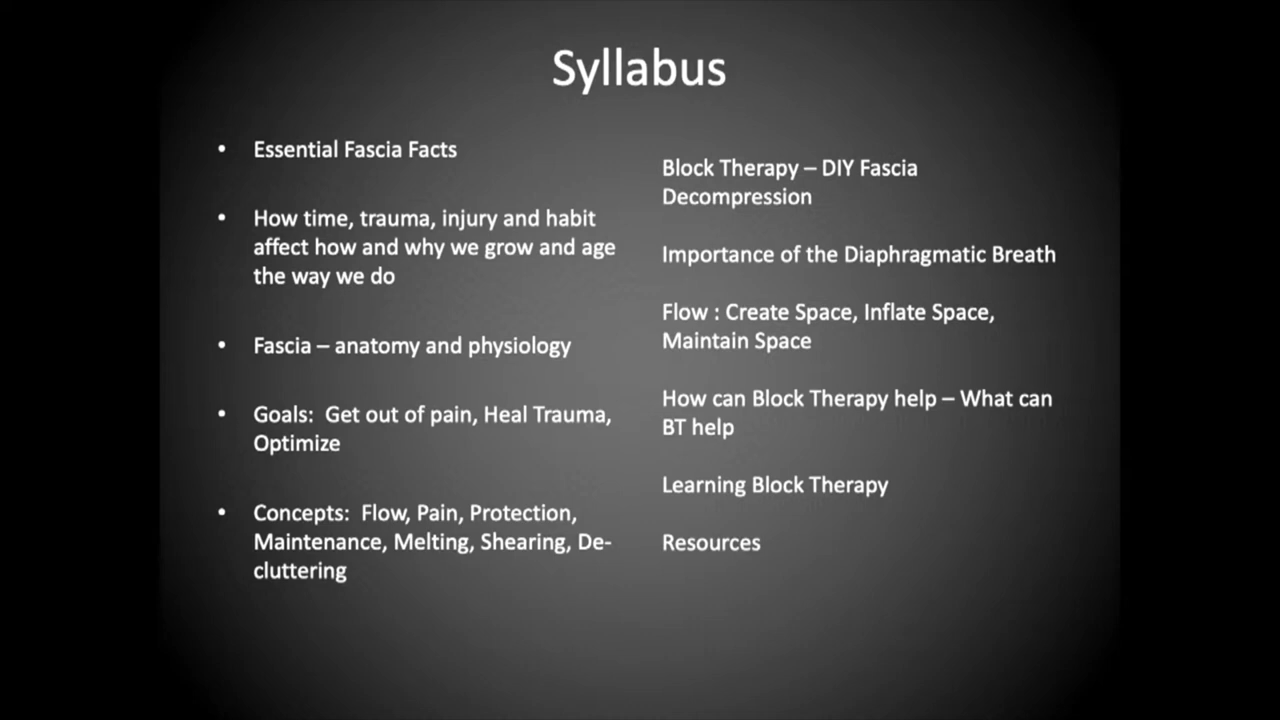 Syllabus
• Essential Fascia Facts
• How time, trauma, injury and habit
affect how and why we grow and age
the way we do
• Fascia – anatomy and physiology
• Goals:  Get out of pain, Heal Trauma,
Optimize
• Concepts:  Flow, Pain, Protection,
Maintenance, Melting, Shearing, De-
cluttering
Block Therapy – DIY Fascia
Decompression
Importance of the Diaphragmatic Breath
Flow : Create Space, Inflate Space,
Maintain Space
How can Block Therapy help – What can
BT help
Learning Block Therapy
Resources